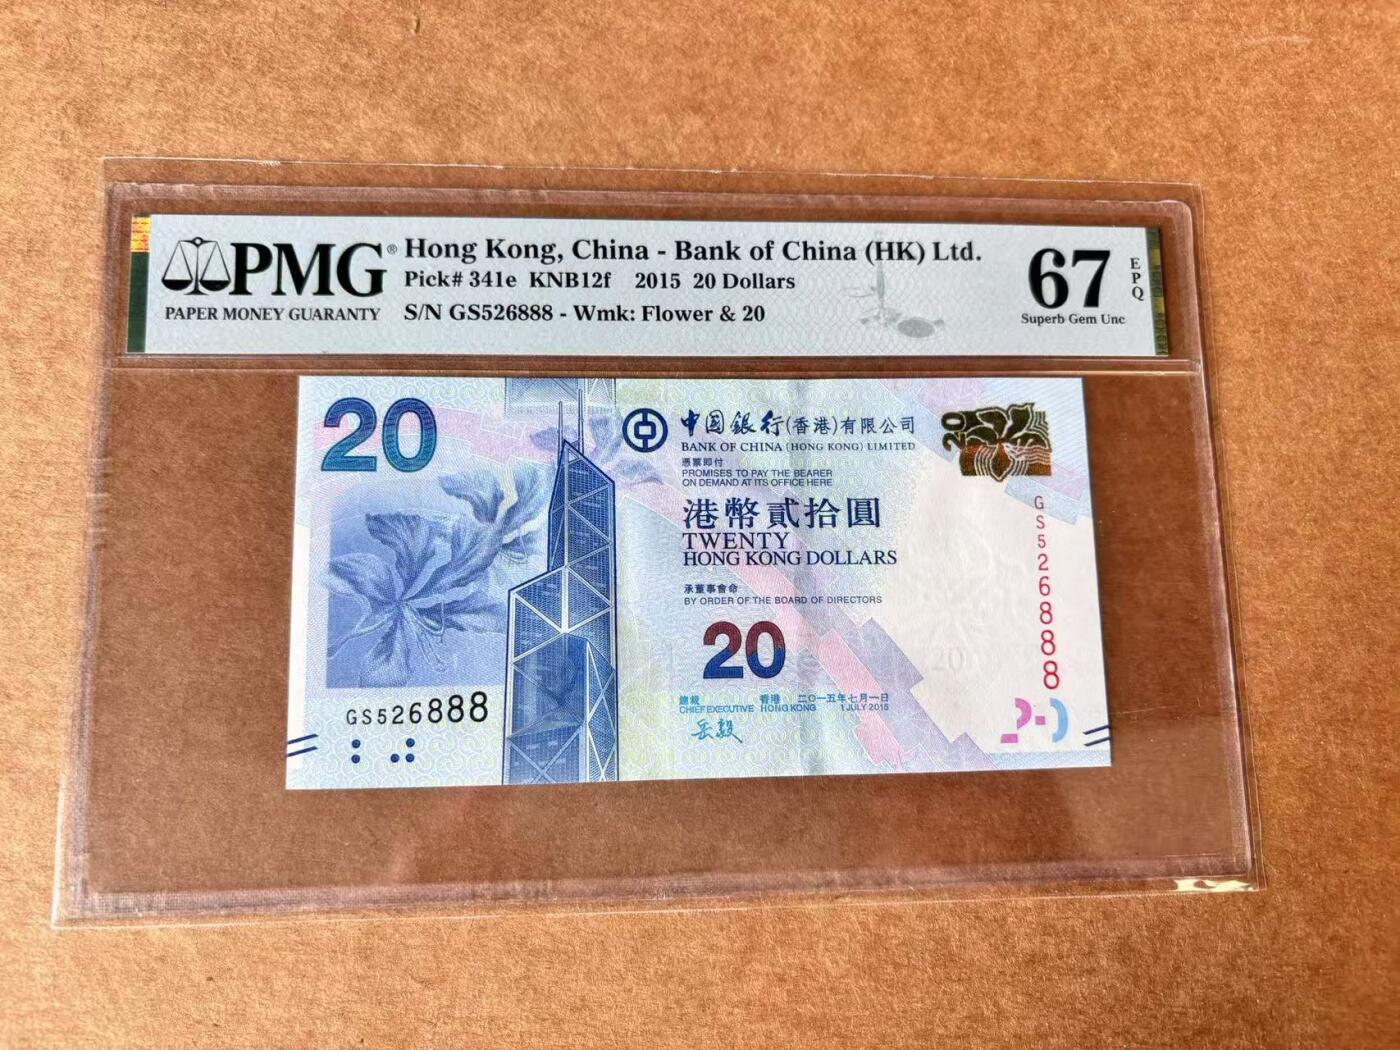 PMG®
PAPER MONEY GUARANTY
Hong Kong, China - Bank of China (HK) Ltd.
Pick# 341e KNB12f 2015 20 Dollars
S/N GS526888 - Wmk: Flower & 20
67
EPQ
Superb Gem Unc
20
中國銀行(香港)有限公司
BANK OF CHINA (HONG KONG) LIMITED
憑票即付
PROMISES TO PAY THE BEARER
ON DEMAND AT ITS OFFICE HERE
港幣貳拾圓
TWENTY
HONG KONG DOLLARS
承董事會命
BY ORDER OF THE BOARD OF DIRECTORS
20
總裁 香港 二〇一五年七月一日
CHIEF EXECUTIVE HONG KONG 1 JULY 2015
岳毅
GS526888
20
GS526888
20